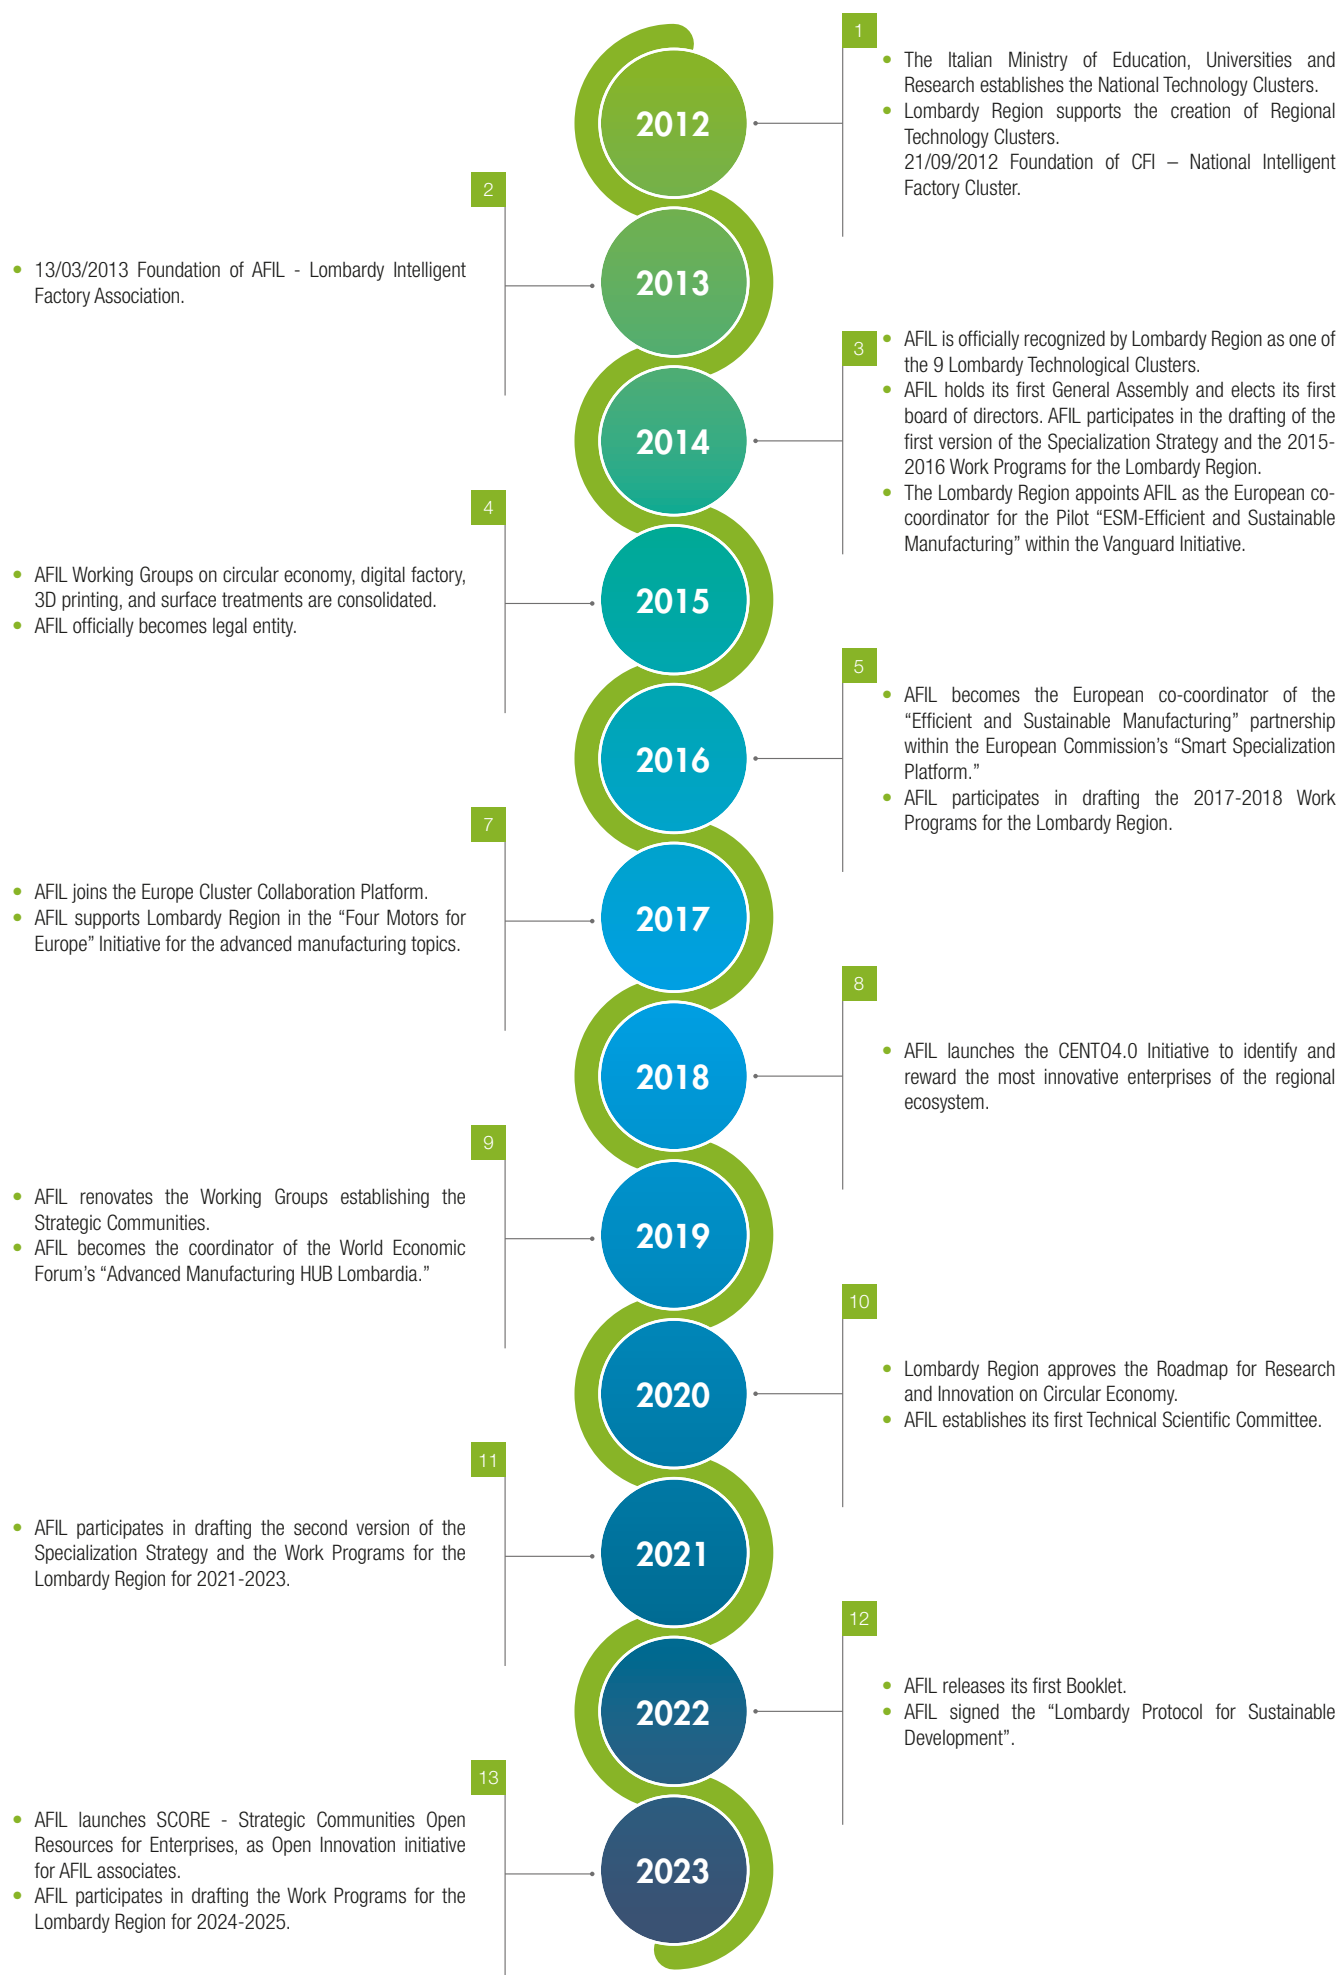 1
• The Italian Ministry of Education, Universities and
Research establishes the National Technology Clusters.
• Lombardy Region supports the creation of Regional
Technology Clusters.
21/09/2012 Foundation of CFI – National Intelligent
Factory Cluster.
2012
2
• 13/03/2013 Foundation of AFIL - Lombardy Intelligent
Factory Association.
2013
3
• AFIL is officially recognized by Lombardy Region as one of
the 9 Lombardy Technological Clusters.
• AFIL holds its first General Assembly and elects its first
board of directors. AFIL participates in the drafting of the
first version of the Specialization Strategy and the 2015-
2016 Work Programs for the Lombardy Region.
• The Lombardy Region appoints AFIL as the European co-
coordinator for the Pilot “ESM-Efficient and Sustainable
Manufacturing” within the Vanguard Initiative.
2014
4
• AFIL Working Groups on circular economy, digital factory,
3D printing, and surface treatments are consolidated.
• AFIL officially becomes legal entity.
2015
5
• AFIL becomes the European co-coordinator of the
“Efficient and Sustainable Manufacturing” partnership
within the European Commission’s “Smart Specialization
Platform.”
• AFIL participates in drafting the 2017-2018 Work
Programs for the Lombardy Region.
2016
7
• AFIL joins the Europe Cluster Collaboration Platform.
• AFIL supports Lombardy Region in the “Four Motors for
Europe” Initiative for the advanced manufacturing topics.
2017
8
• AFIL launches the CENTO4.0 Initiative to identify and
reward the most innovative enterprises of the regional
ecosystem.
2018
9
• AFIL renovates the Working Groups establishing the
Strategic Communities.
• AFIL becomes the coordinator of the World Economic
Forum’s “Advanced Manufacturing HUB Lombardia.”
2019
10
• Lombardy Region approves the Roadmap for Research
and Innovation on Circular Economy.
• AFIL establishes its first Technical Scientific Committee.
2020
11
• AFIL participates in drafting the second version of the
Specialization Strategy and the Work Programs for the
Lombardy Region for 2021-2023.
2021
12
• AFIL releases its first Booklet.
• AFIL signed the “Lombardy Protocol for Sustainable
Development”.
2022
13
• AFIL launches SCORE - Strategic Communities Open
Resources for Enterprises, as Open Innovation initiative
for AFIL associates.
• AFIL participates in drafting the Work Programs for the
Lombardy Region for 2024-2025.
2023